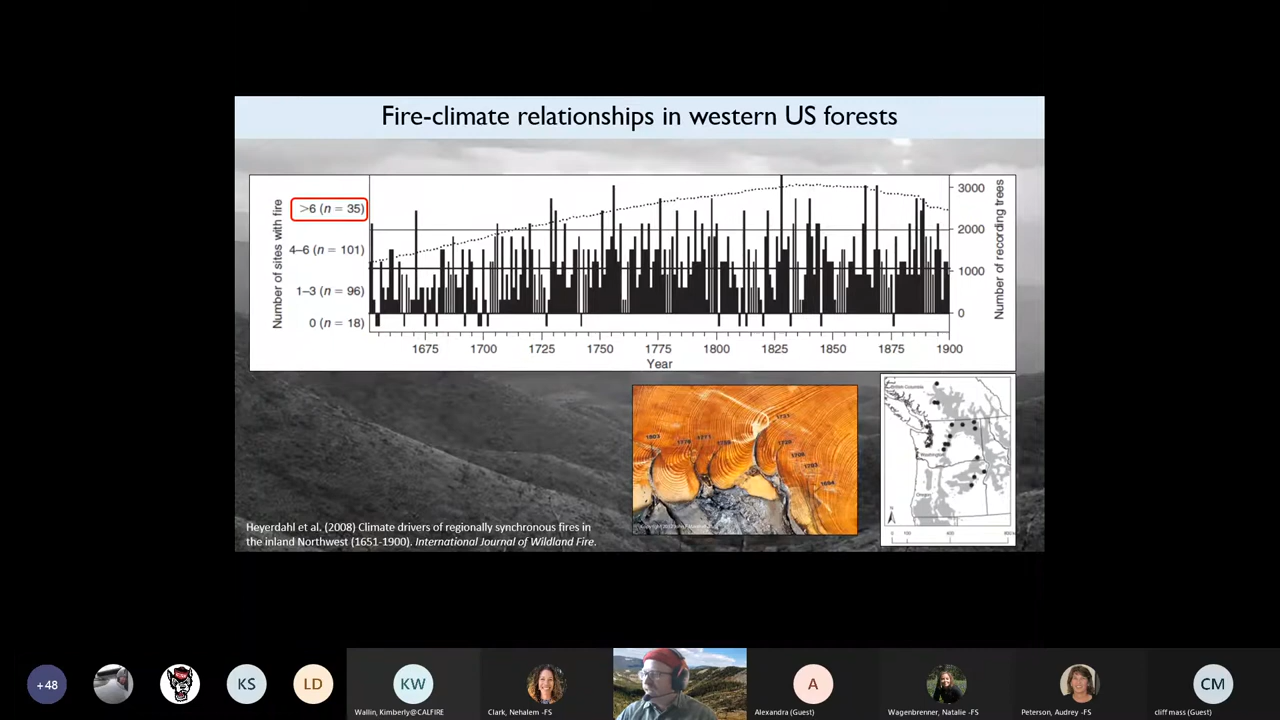 Fire-climate relationships in western US forests
Number of sites with fire
>6 (n = 35)
4–6 (n = 101)
1–3 (n = 96)
0 (n = 18)
3000
2000
1000
0
Number of recording trees
1675 1700 1725 1750 1775 1800 1825 1850 1875 1900
Year
British Columbia
Washington
Heyerdahl et al. (2008) Climate drivers of regionally synchronous fires in
the inland Northwest (1651-1900). International Journal of Wildland Fire.
+48
KS
LD
KW
A
CM
Wallin, Kimberly@CALFIRE
Clark, Nehalem -FS
Alexandra (Guest)
Wagenbrenner, Natalie -FS
Peterson, Audrey -FS
cliff mass (Guest)